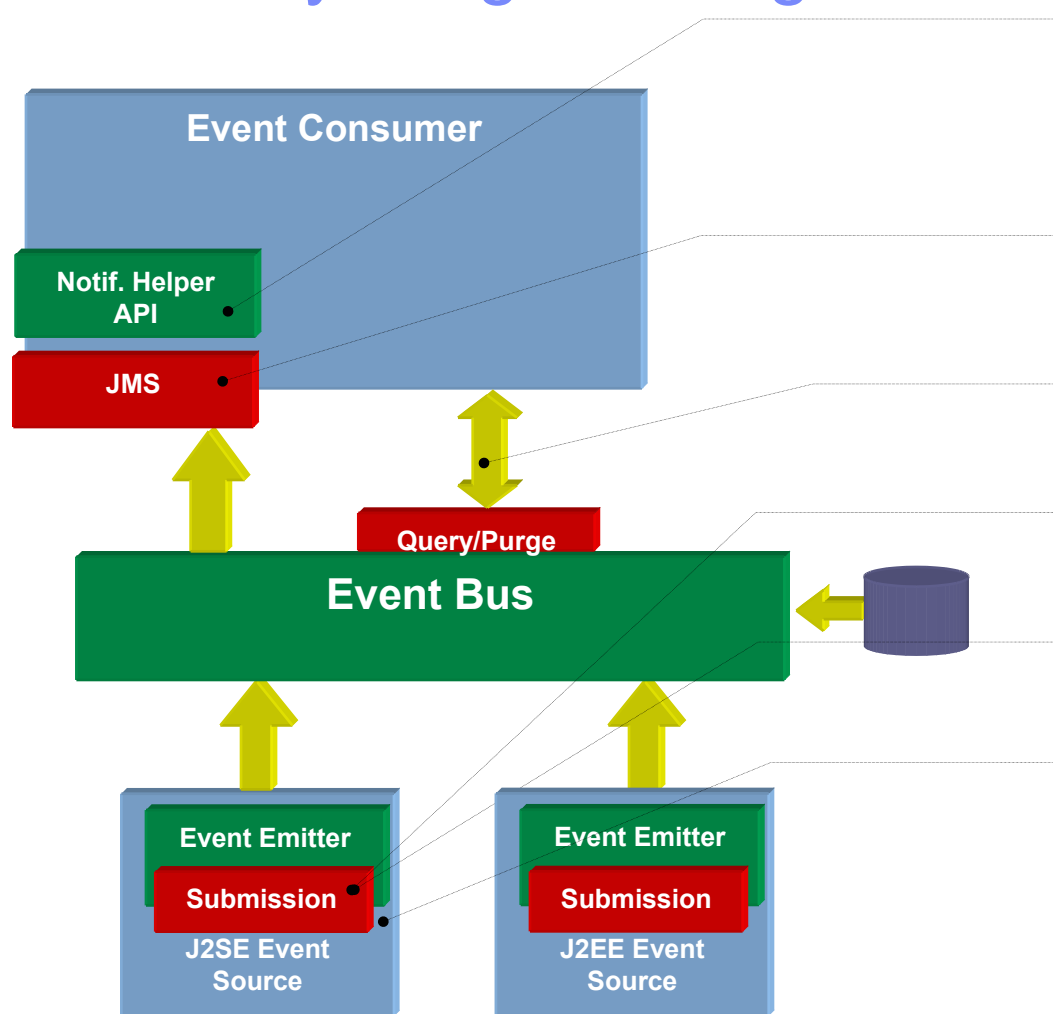 Event Consumer
Notif. Helper
API
JMS
Query/Purge
Event Bus
Event Emitter
Submission
J2SE Event
Source
Event Emitter
Submission
J2EE Event
Source